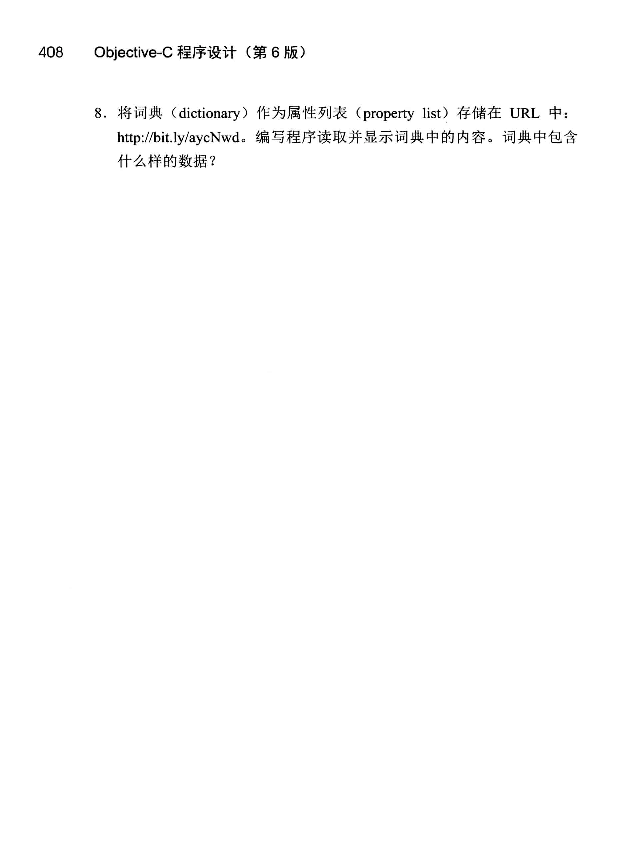 408 Objective-C 程序设计（第 6 版）
8. 将词典（dictionary）作为属性列表（property list）存储在 URL 中：
http://bit.ly/aycNwd。编写程序读取并显示词典中的内容。词典中包含
什么样的数据？